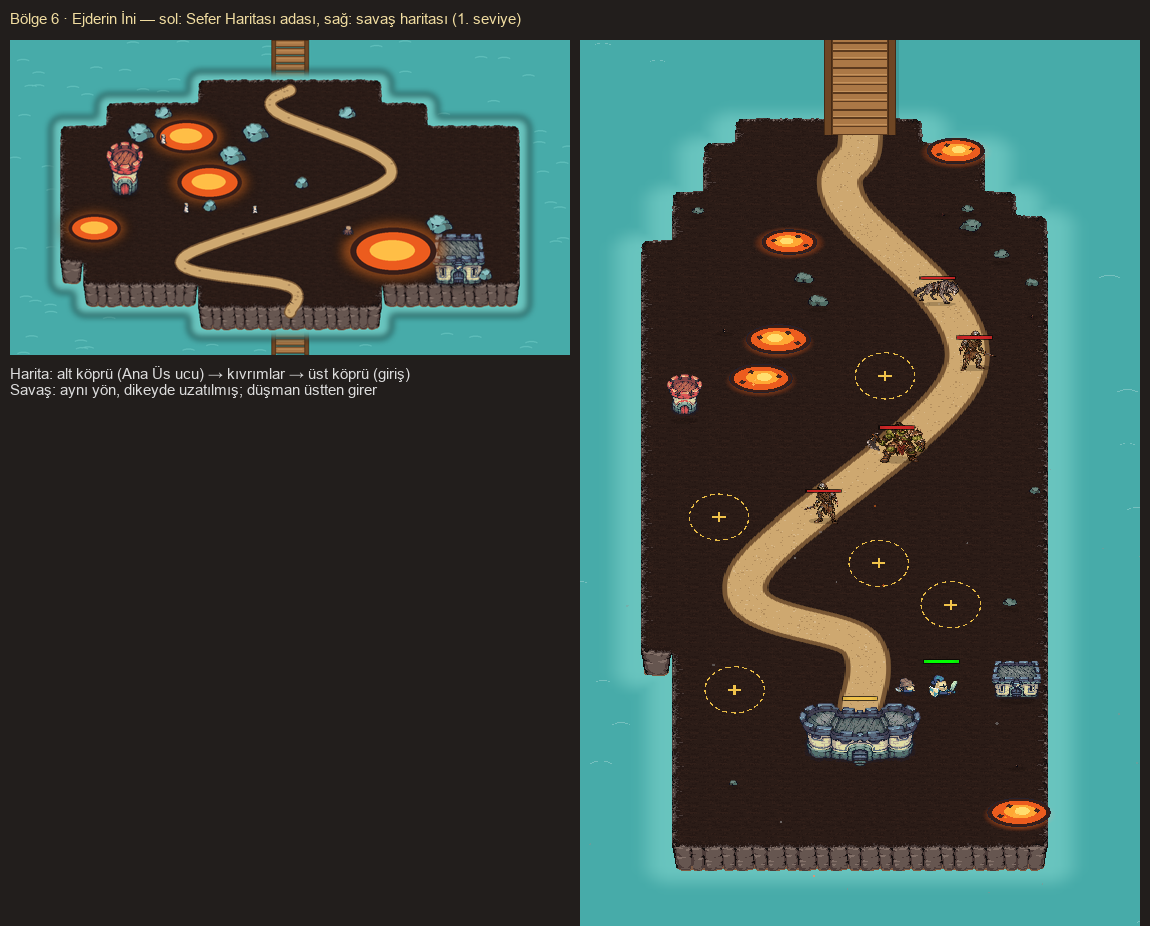 Bölge 6 · Ejderin İni — sol: Sefer Haritası adası, sağ: savaş haritası (1. seviye)
Harita: alt köprü (Ana Üs ucu) → kıvrımlar → üst köprü (giriş)
Savaş: aynı yön, dikeyde uzatılmış; düşman üstten girer